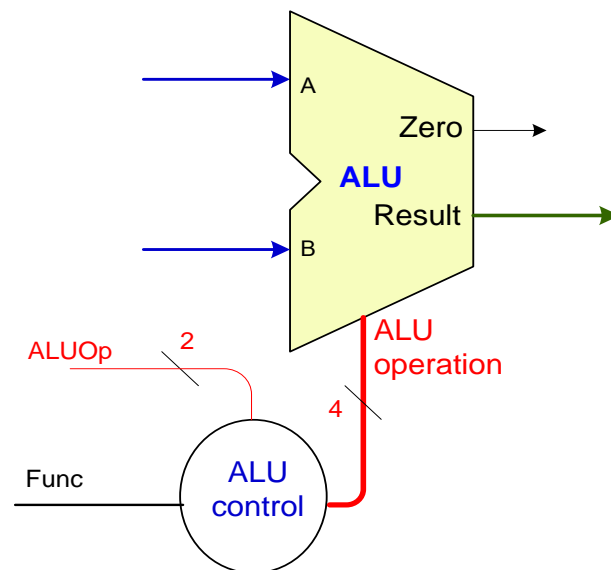 A
Zero
ALU
Result
B
ALU
operation
2
ALUOp
4
Func
ALU
control